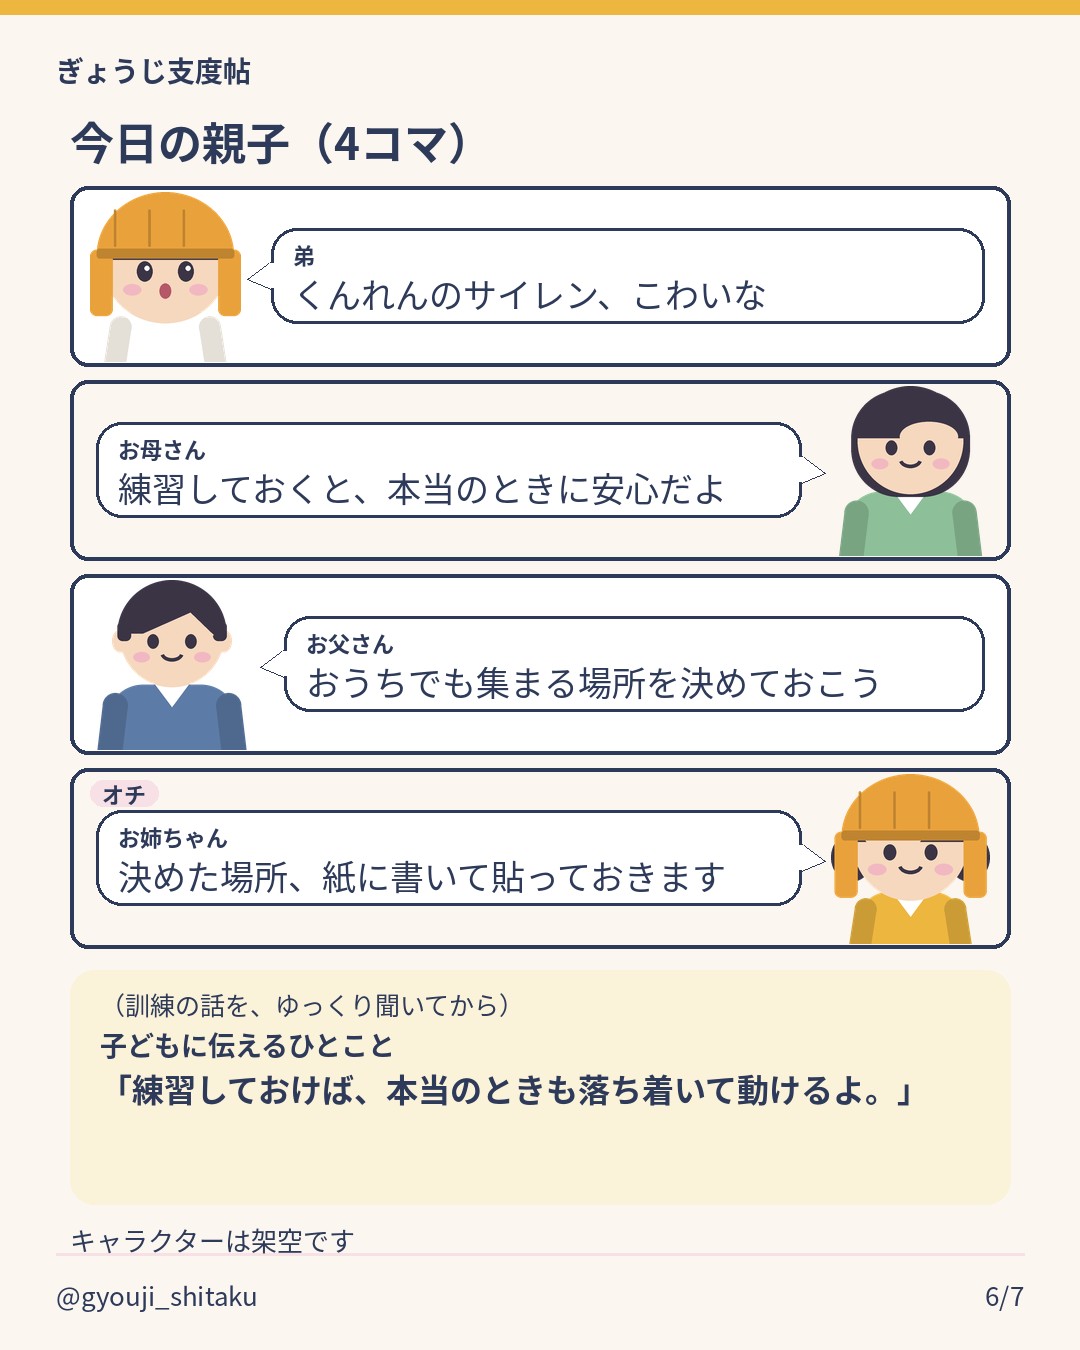 ぎょうじ支度帖
今日の親子（4コマ）
弟
くんれんのサイレン、こわいな
お母さん
練習しておくと、本当のときに安心だよ
お父さん
おうちでも集まる場所を決めておこう
オチ
お姉ちゃん
決めた場所、紙に書いて貼っておきます
（訓練の話を、ゆっくり聞いてから）
子どもに伝えるひとこと
「練習しておけば、本当のときも落ち着いて動けるよ。」
キャラクターは架空です
@gyouji_shitaku
6/7